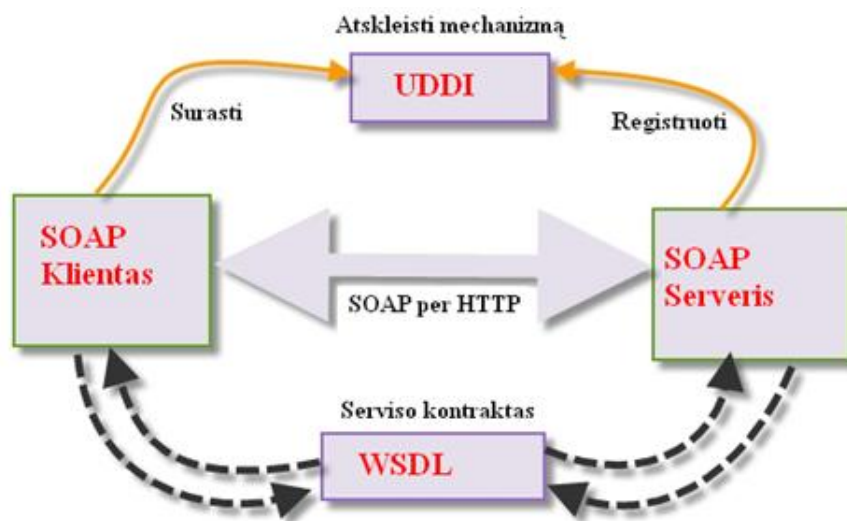 Atskleisti mechanizmą
UDDI
Surasti
Registruoti
SOAP
Klientas
SOAP
Serveris
SOAP per HTTP
Serviso kontraktas
WSDL